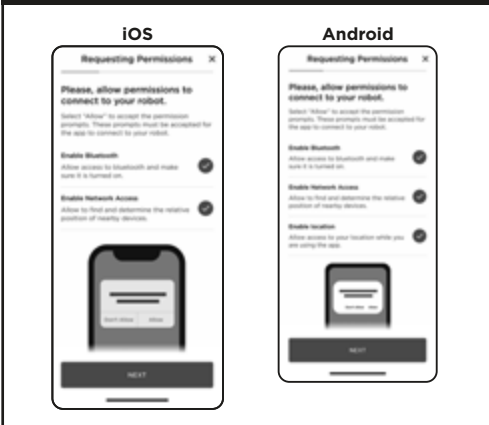 iOS
Requesting Permissions ×
Please, allow permissions to
connect to your robot.
Select "Allow" to accept the permission
prompts. These prompts must be accepted for
the app to connect to your robot.
Enable Bluetooth
Allow access to bluetooth and make
sure it is turned on.
Enable Network Access
Allow to find and determine the relative
position of nearby devices.
Don't Allow Allow
NEXT
Android
Requesting Permissions ×
Please, allow permissions to
connect to your robot.
Select "Allow" to accept the permission
prompts. These prompts must be accepted for
the app to connect to your robot.
Enable Bluetooth
Allow access to bluetooth and make
sure it is turned on.
Enable Network Access
Allow to find and determine the relative
position of nearby devices.
Enable location
Allow access to your location while you
are using the app.
Don't Allow Allow
NEXT